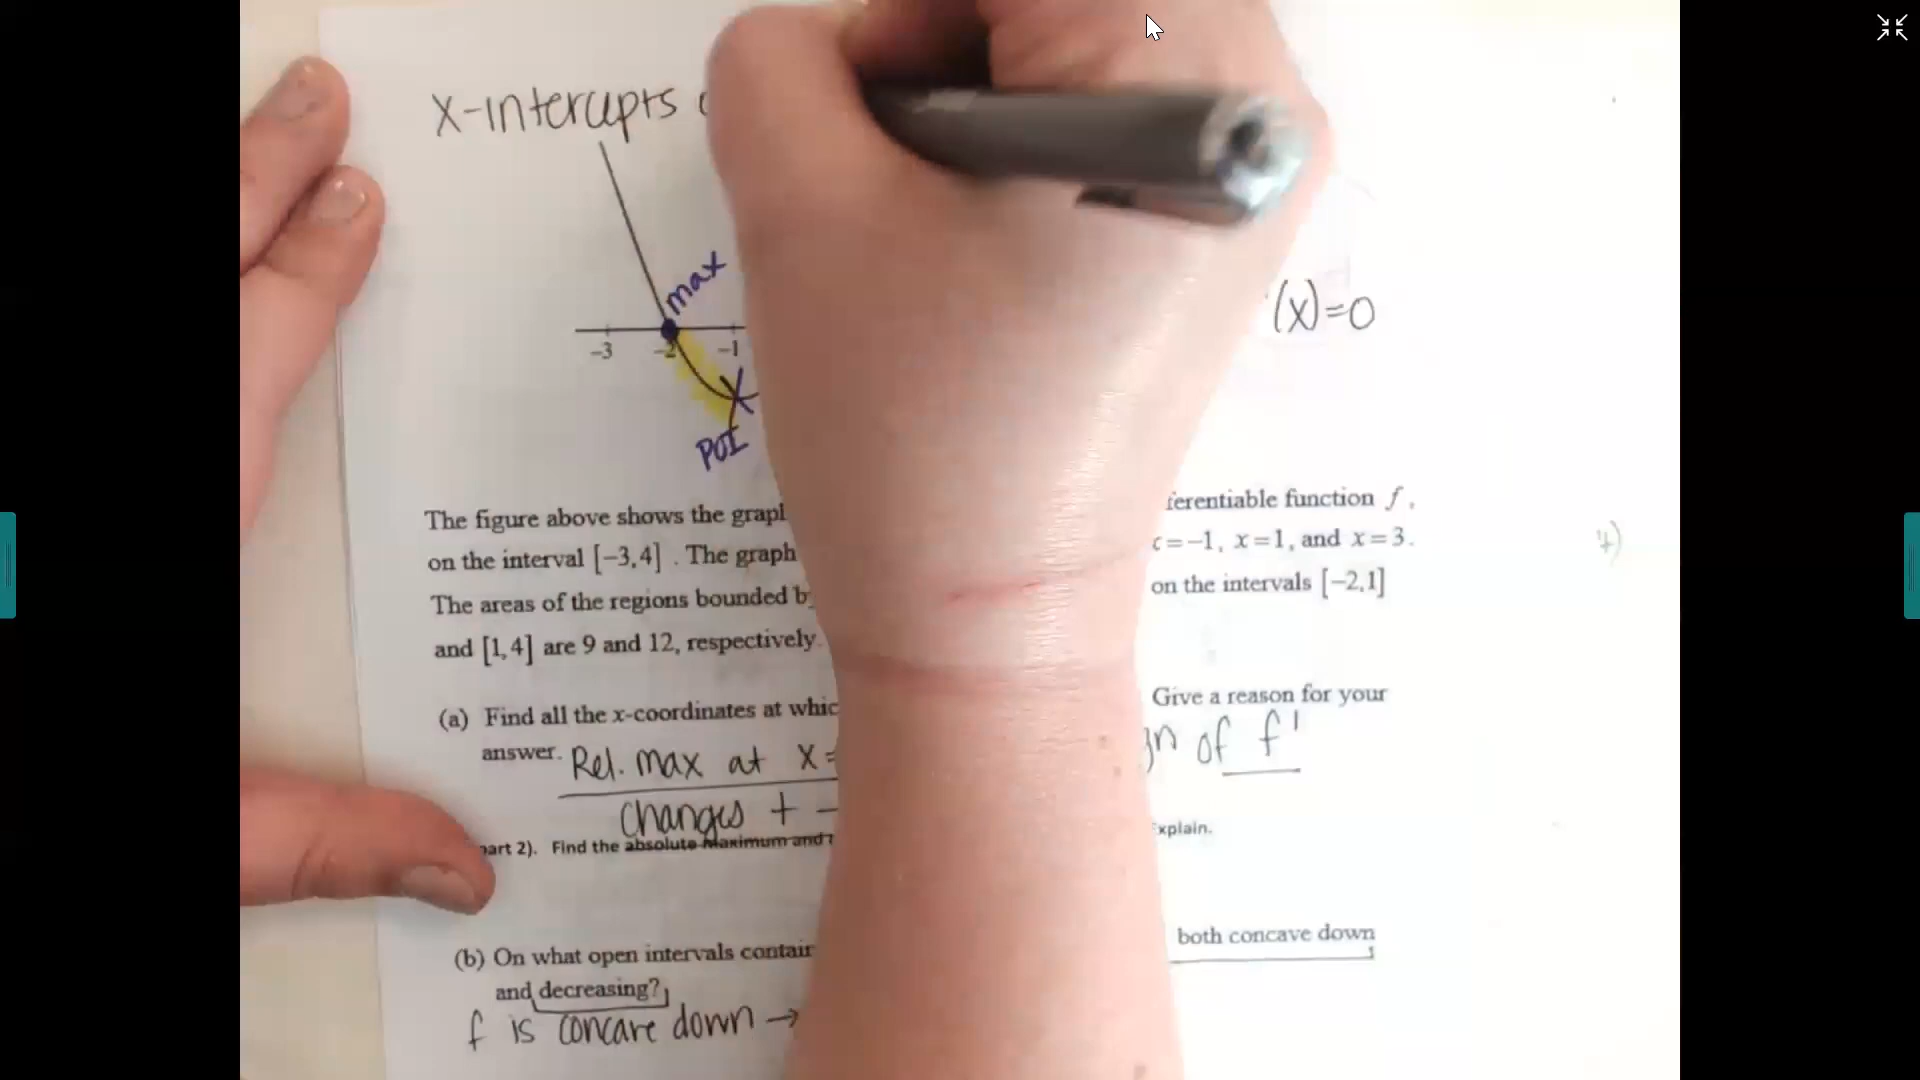 X-intercepts
max
(x)=0
-3 -2 -1
POI
The figure above shows the grap ferentiable function f,
on the interval [-3,4] . The graph =-1, x=1, and x=3.
4)
The areas of the regions bounded b on the intervals [-2,1]
and [1,4] are 9 and 12, respectively.
(a) Find all the x-coordinates at whic Give a reason for your
answer. Rel. max at x= of f'
changes + -
part 2). Find the absolute Maximum and xplain.
(b) On what open intervals contain both concave down
and decreasing?
f is concave down →